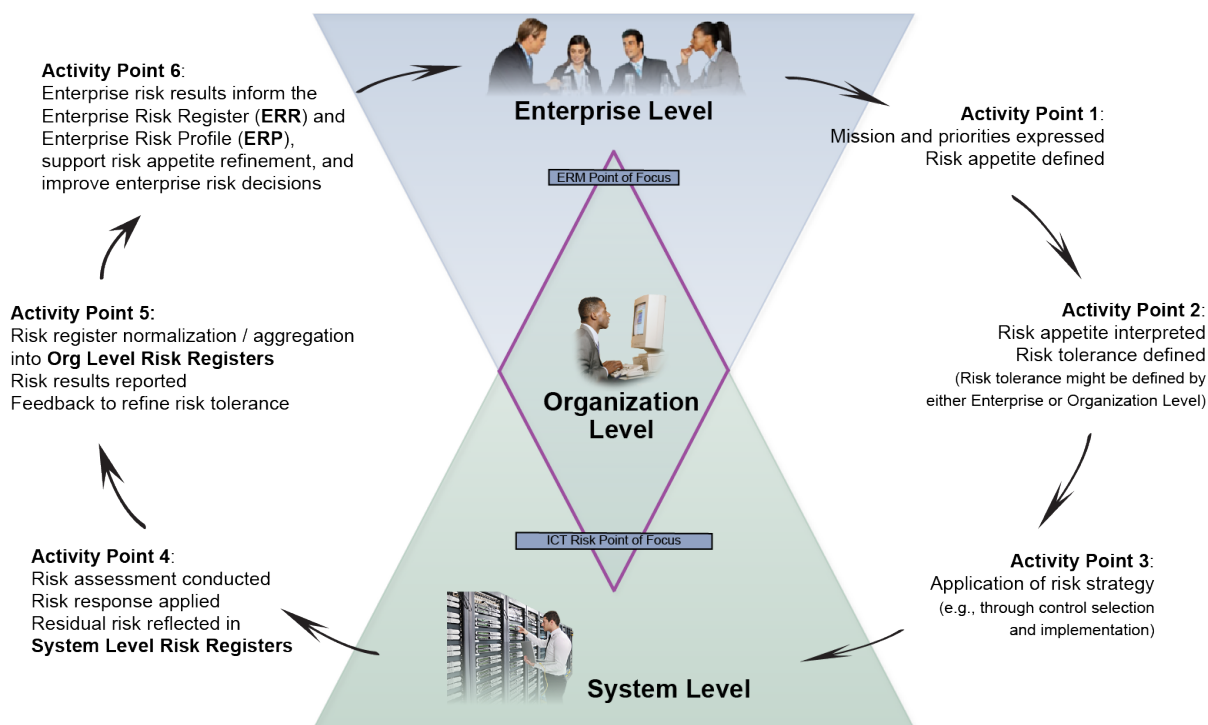 Enterprise Level
ERM Point of Focus
Organization
Level
ICT Risk Point of Focus
System Level
Activity Point 1:
Mission and priorities expressed
Risk appetite defined
Activity Point 2:
Risk appetite interpreted
Risk tolerance defined
(Risk tolerance might be defined by
either Enterprise or Organization Level)
Activity Point 3:
Application of risk strategy
(e.g., through control selection
and implementation)
Activity Point 4:
Risk assessment conducted
Risk response applied
Residual risk reflected in
System Level Risk Registers
Activity Point 5:
Risk register normalization / aggregation
into Org Level Risk Registers
Risk results reported
Feedback to refine risk tolerance
Activity Point 6:
Enterprise risk results inform the
Enterprise Risk Register (ERR) and
Enterprise Risk Profile (ERP),
support risk appetite refinement, and
improve enterprise risk decisions